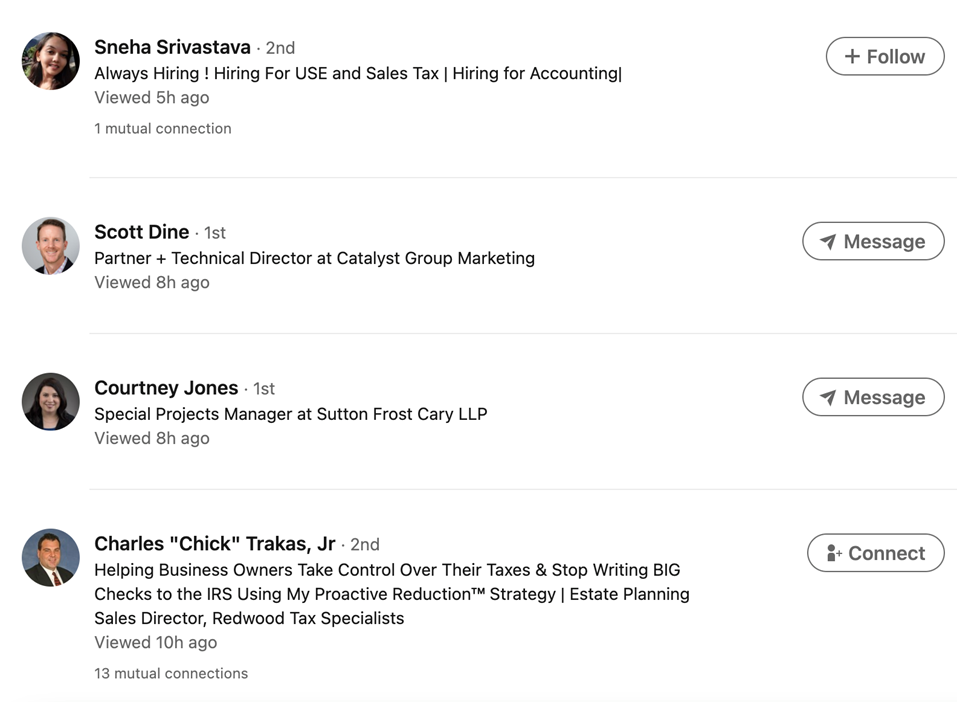 Sneha Srivastava · 2nd
Always Hiring ! Hiring For USE and Sales Tax | Hiring for Accounting|
Viewed 5h ago
1 mutual connection
+ Follow
Scott Dine · 1st
Partner + Technical Director at Catalyst Group Marketing
Viewed 8h ago
Message
Courtney Jones · 1st
Special Projects Manager at Sutton Frost Cary LLP
Viewed 8h ago
Message
Charles "Chick" Trakas, Jr · 2nd
Helping Business Owners Take Control Over Their Taxes & Stop Writing BIG
Checks to the IRS Using My Proactive Reduction™ Strategy | Estate Planning
Sales Director, Redwood Tax Specialists
Viewed 10h ago
13 mutual connections
Connect